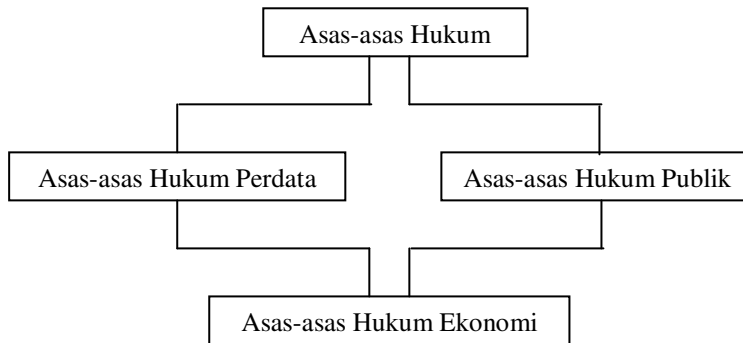 Asas-asas Hukum
Asas-asas Hukum Perdata
Asas-asas Hukum Publik
Asas-asas Hukum Ekonomi